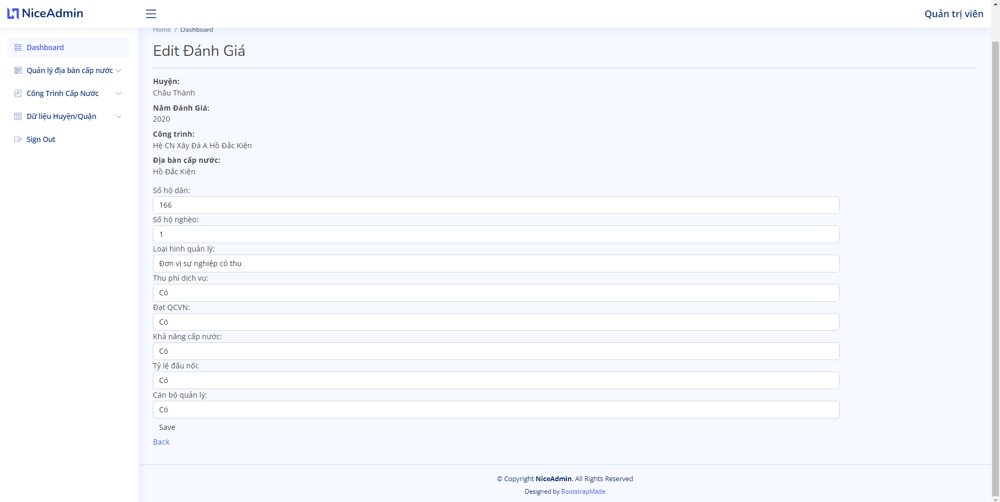 NiceAdmin
Quản trị viên
Home / Dashboard
Dashboard
Quản lý địa bàn cấp nước
Công Trình Cấp Nước
Dữ liệu Huyện/Quận
Sign Out
Edit Đánh Giá
Huyện:
Châu Thành
Năm Đánh Giá:
2020
Công trình:
Hệ CN Xây Đá A Hồ Đắc Kiện
Địa bàn cấp nước:
Hồ Đắc Kiện
Số hộ dân:
166
Số hộ nghèo:
1
Loại hình quản lý:
Đơn vị sự nghiệp có thu
Thu phí dịch vụ:
Có
Đạt QCVN:
Có
Khả năng cấp nước:
Có
Tỷ lệ đấu nối:
Có
Cán bộ quản lý:
Có
Save
Back
© Copyright NiceAdmin. All Rights Reserved
Designed by BootstrapMade